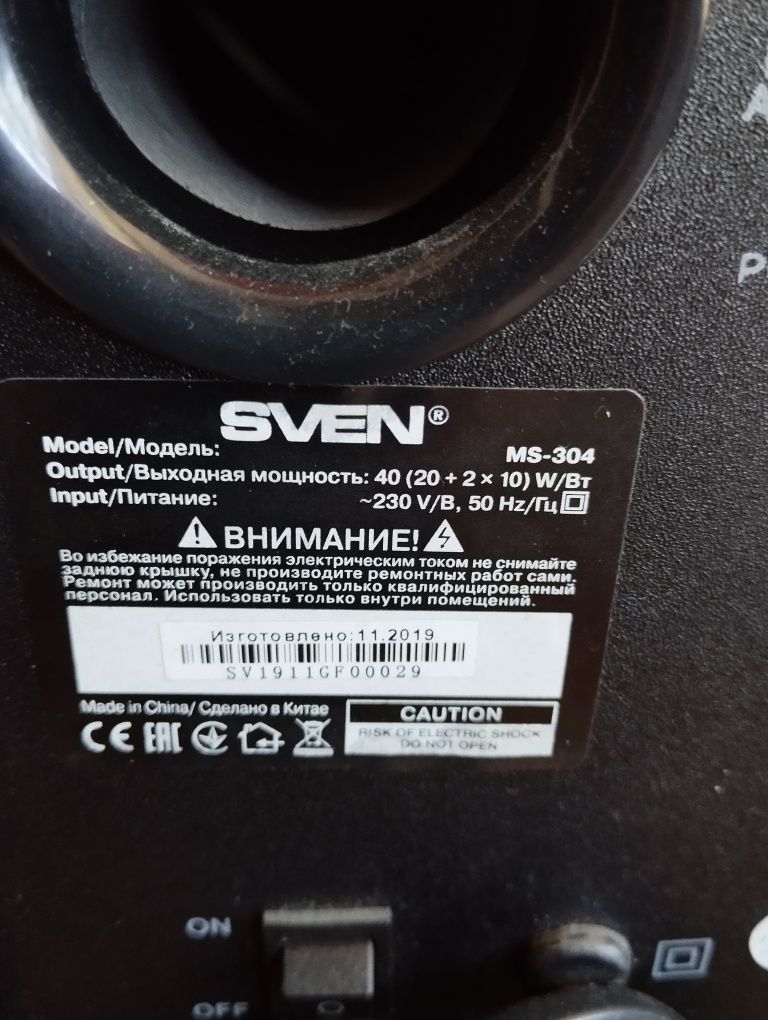 SVEN®
Model/Модель: MS-304
Output/Выходная мощность: 40 (20 + 2 × 10) W/Вт
Input/Питание: ~230 V/В, 50 Hz/Гц
ВНИМАНИЕ!
Во избежание поражения электрическим током не снимайте
заднюю крышку, не производите ремонтных работ сами.
Ремонт может производить только квалифицированный
персонал. Использовать только внутри помещений.
Изготовлено:11.2019
SV1911GF00029
Made in China/ Сделано в Китае
CE EAC
CAUTION
RISK OF ELECTRIC SHOCK
DO NOT OPEN
ON
OFF